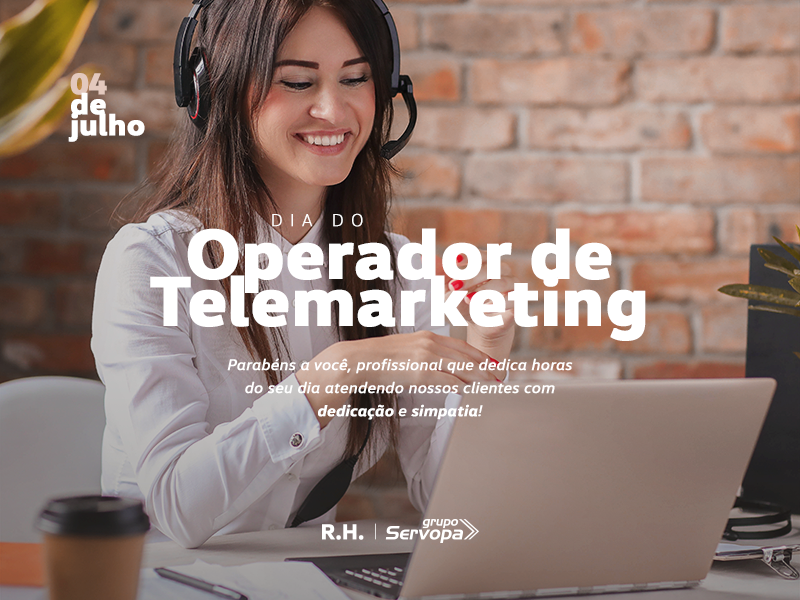 04
de
julho
DIA DO
Operador de
Telemarketing
Parabéns a você, profissional que dedica horas
do seu dia atendendo nossos clientes com
dedicação e simpatia!
R.H. | grupo Servopa